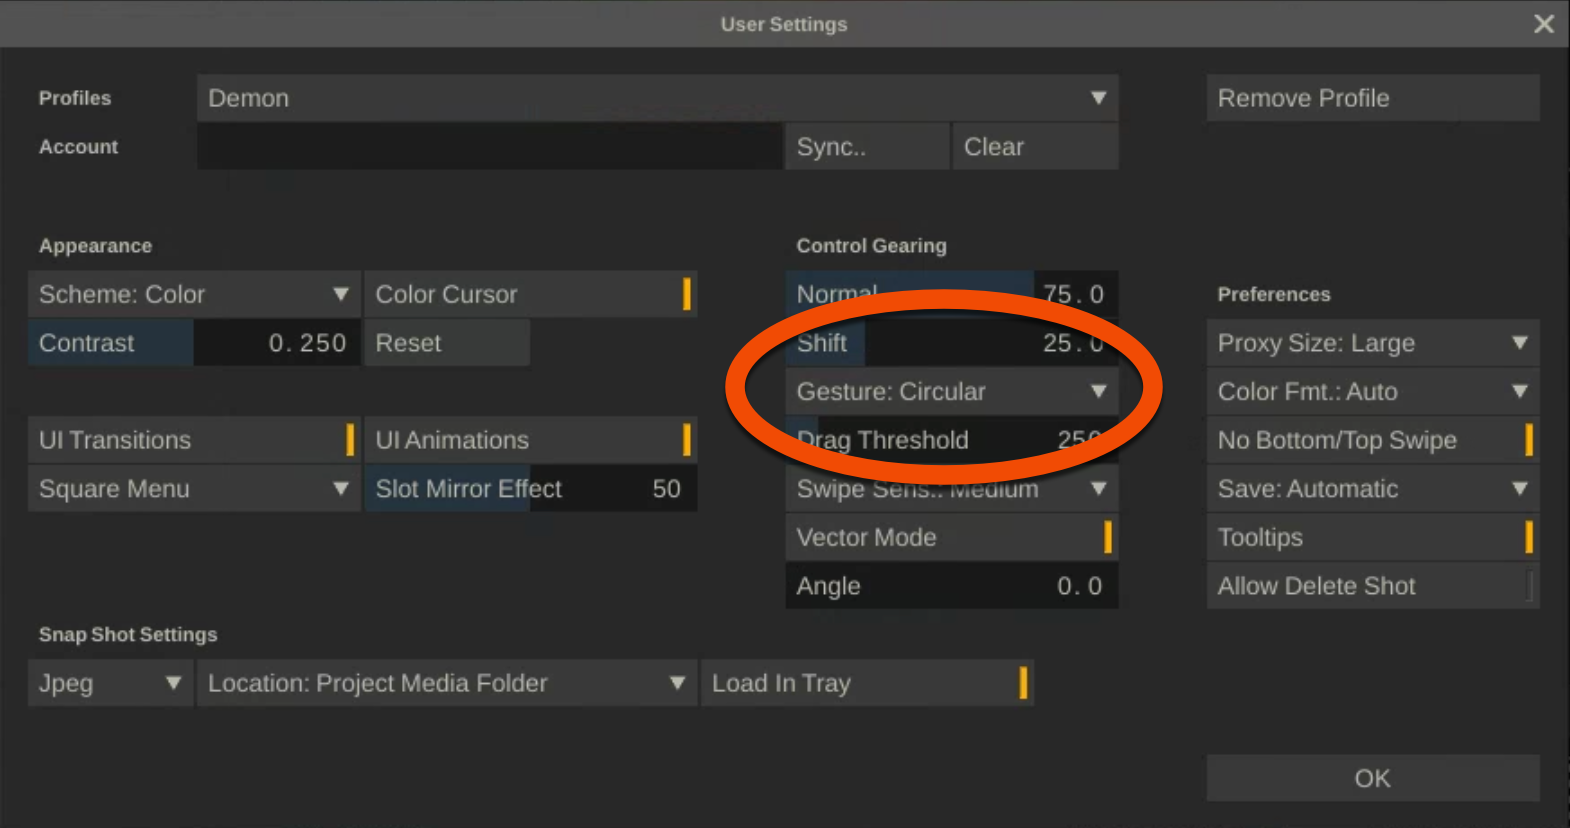 User Settings
Profiles Demon Remove Profile
Account Sync.. Clear
Appearance Control Gearing
Scheme: Color Color Cursor Normal 75.0 Preferences
Contrast 0.250 Reset Shift 25.0 Proxy Size: Large
Gesture: Circular Color Fmt.: Auto
UI Transitions UI Animations Drag Threshold 250 No Bottom/Top Swipe
Square Menu Slot Mirror Effect 50 Swipe Sens.: Medium Save: Automatic
Vector Mode Tooltips
Angle 0.0 Allow Delete Shot
Snap Shot Settings
Jpeg Location: Project Media Folder Load In Tray
OK